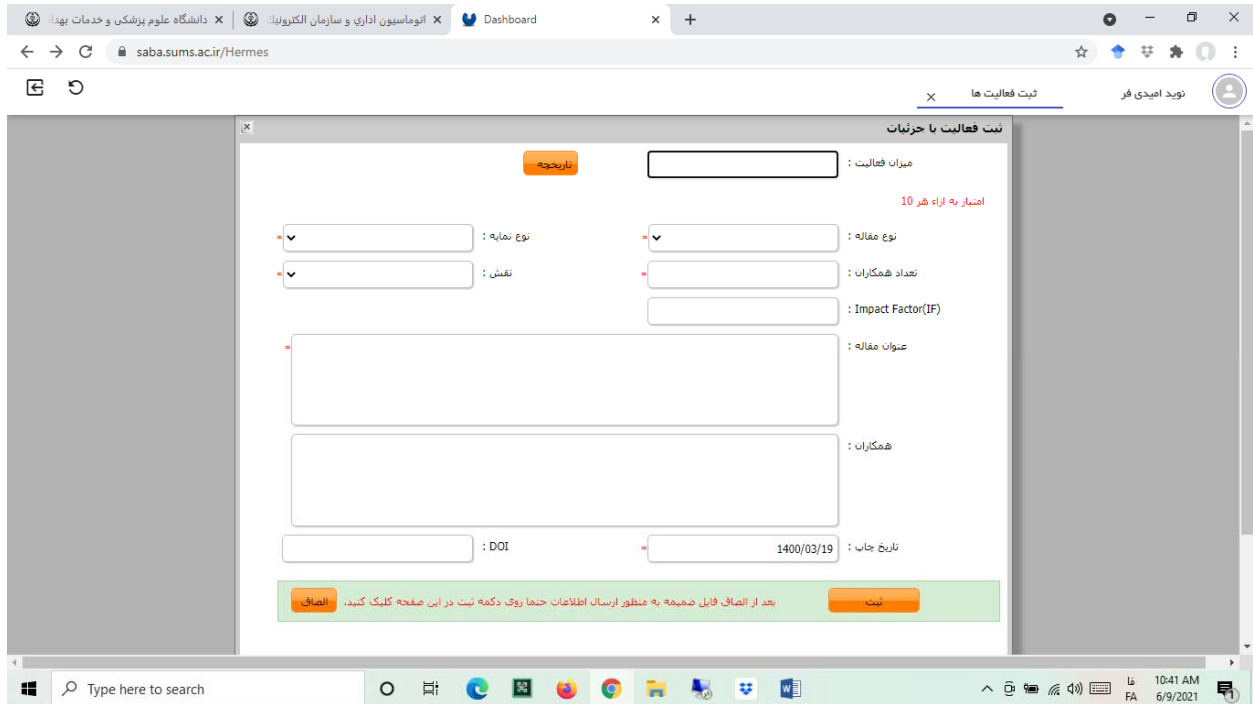 دانشگاه علوم پزشکی و خدمات بهدا
اتوماسیون اداري و سازمان الکترونیك
Dashboard
saba.sums.ac.ir/Hermes
نوید امیدی فر
ثبت فعالیت ها
ثبت فعالیت با جزئیات
میزان فعالیت :
تاریخچه
امتیاز به ازاء هر 10
نوع مقاله : *
نوع نمایه : *
تعداد همکاران : *
نقش : *
Impact Factor(IF) :
عنوان مقاله : *
همکاران :
تاریخ چاپ : 1400/03/19 *
DOI :
ثبت
بعد از الصاق فایل ضمیمه به منظور ارسال اطلاعات حتما روی دکمه ثبت در این صفحه کلیک کنید.
الصاق
Type here to search
فا
FA
10:41 AM
6/9/2021
1